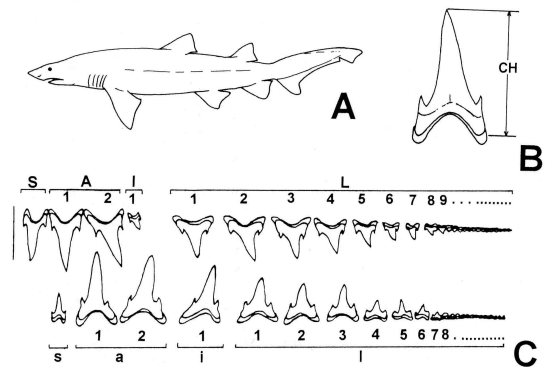 A
CH
B
S A I L
1 2 1 1 2 3 4 5 6 7 8 9 . . . ..........
1 2 1 1 2 3 4 5 6 7 8 . ............
s a i l
C